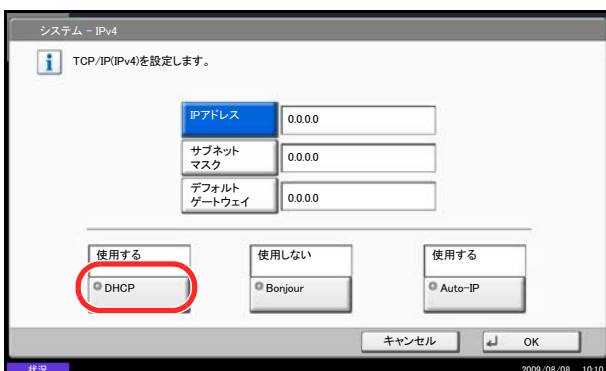 システム - IPv4
TCP/IP(IPv4)を設定します。
IPアドレス
0.0.0.0
サブネット
マスク
0.0.0.0
デフォルト
ゲートウェイ
0.0.0.0
使用する
使用しない
使用する
DHCP
Bonjour
Auto-IP
キャンセル
OK
状況
2009/08/08 10:10